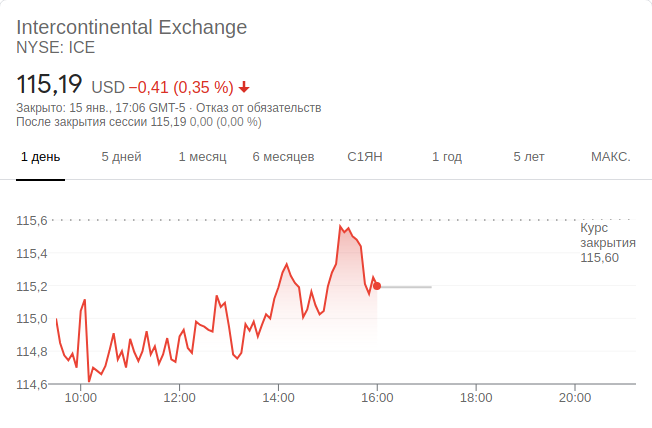 Intercontinental Exchange
NYSE: ICE
115,19 USD −0,41 (0,35 %)
Закрыто: 15 янв., 17:06 GMT-5 · Отказ от обязательств
После закрытия сессии 115,19 0,00 (0,00 %)
1 день 5 дней 1 месяц 6 месяцев С1ЯН 1 год 5 лет МАКС.
115,6
Курс
закрытия
115,60
115,4
115,2
115,0
114,8
114,6
10:00 12:00 14:00 16:00 18:00 20:00